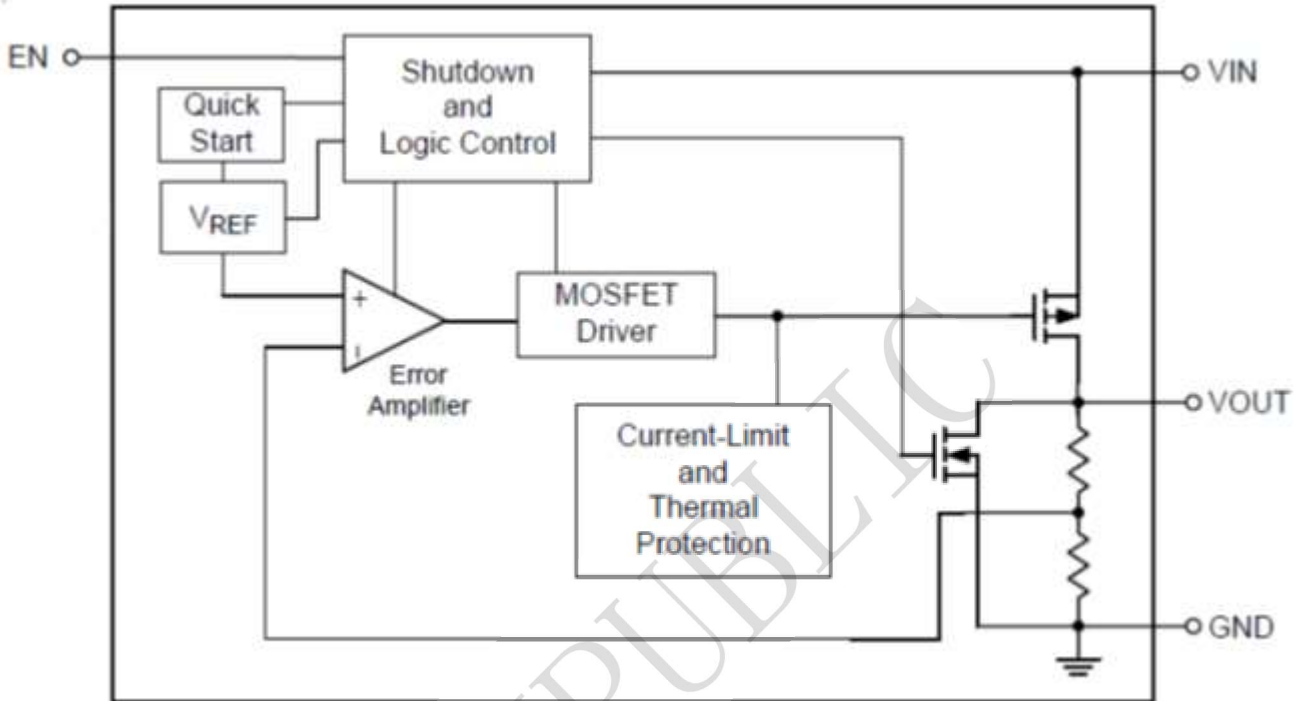 EN
Shutdown
and
Logic Control
VIN
Quick
Start
VREF
+
MOSFET
Driver
Error
Amplifier
VOUT
Current-Limit
and
Thermal
Protection
GND
PUBLIC